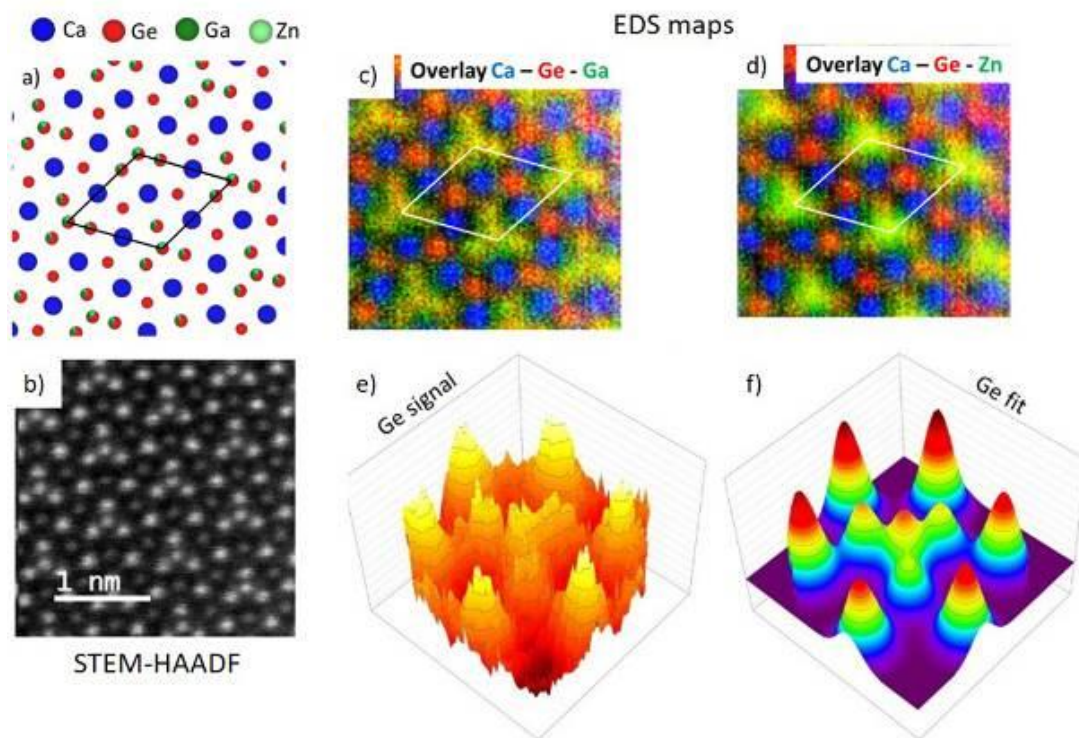 Ca Ge Ga Zn
EDS maps
a)
c) Overlay Ca – Ge - Ga
d) Overlay Ca – Ge - Zn
b)
1 nm
STEM-HAADF
e) Ge signal
f) Ge fit